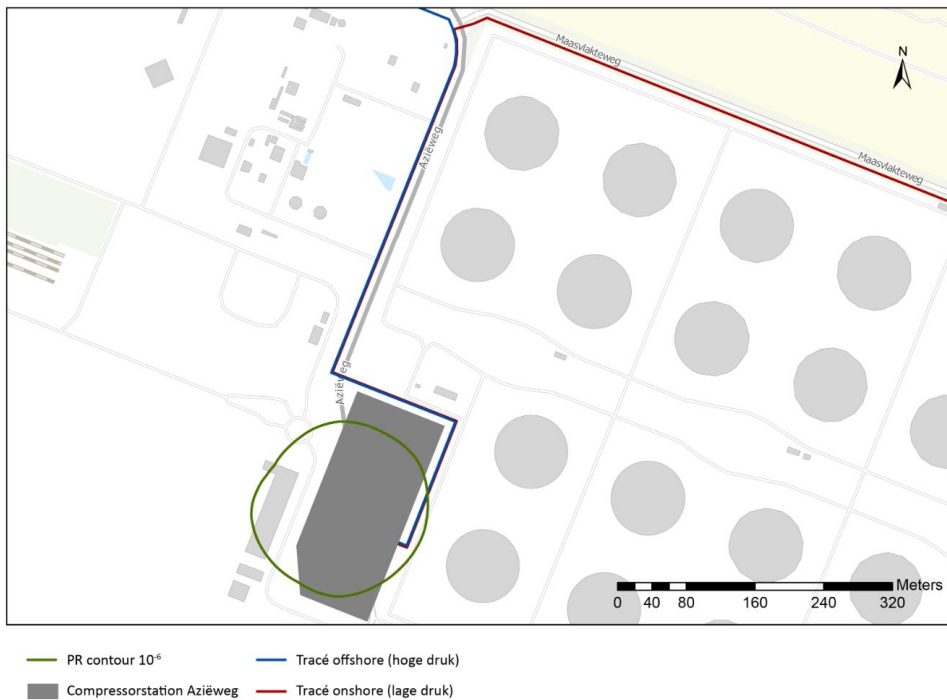 Maasvlakteweg
N
Aziëweg
Maasvlakteweg
Aziëweg
Meters
0 40 80 160 240 320
PR contour 10⁻⁶
Tracé offshore (hoge druk)
Compressorstation Aziëweg
Tracé onshore (lage druk)